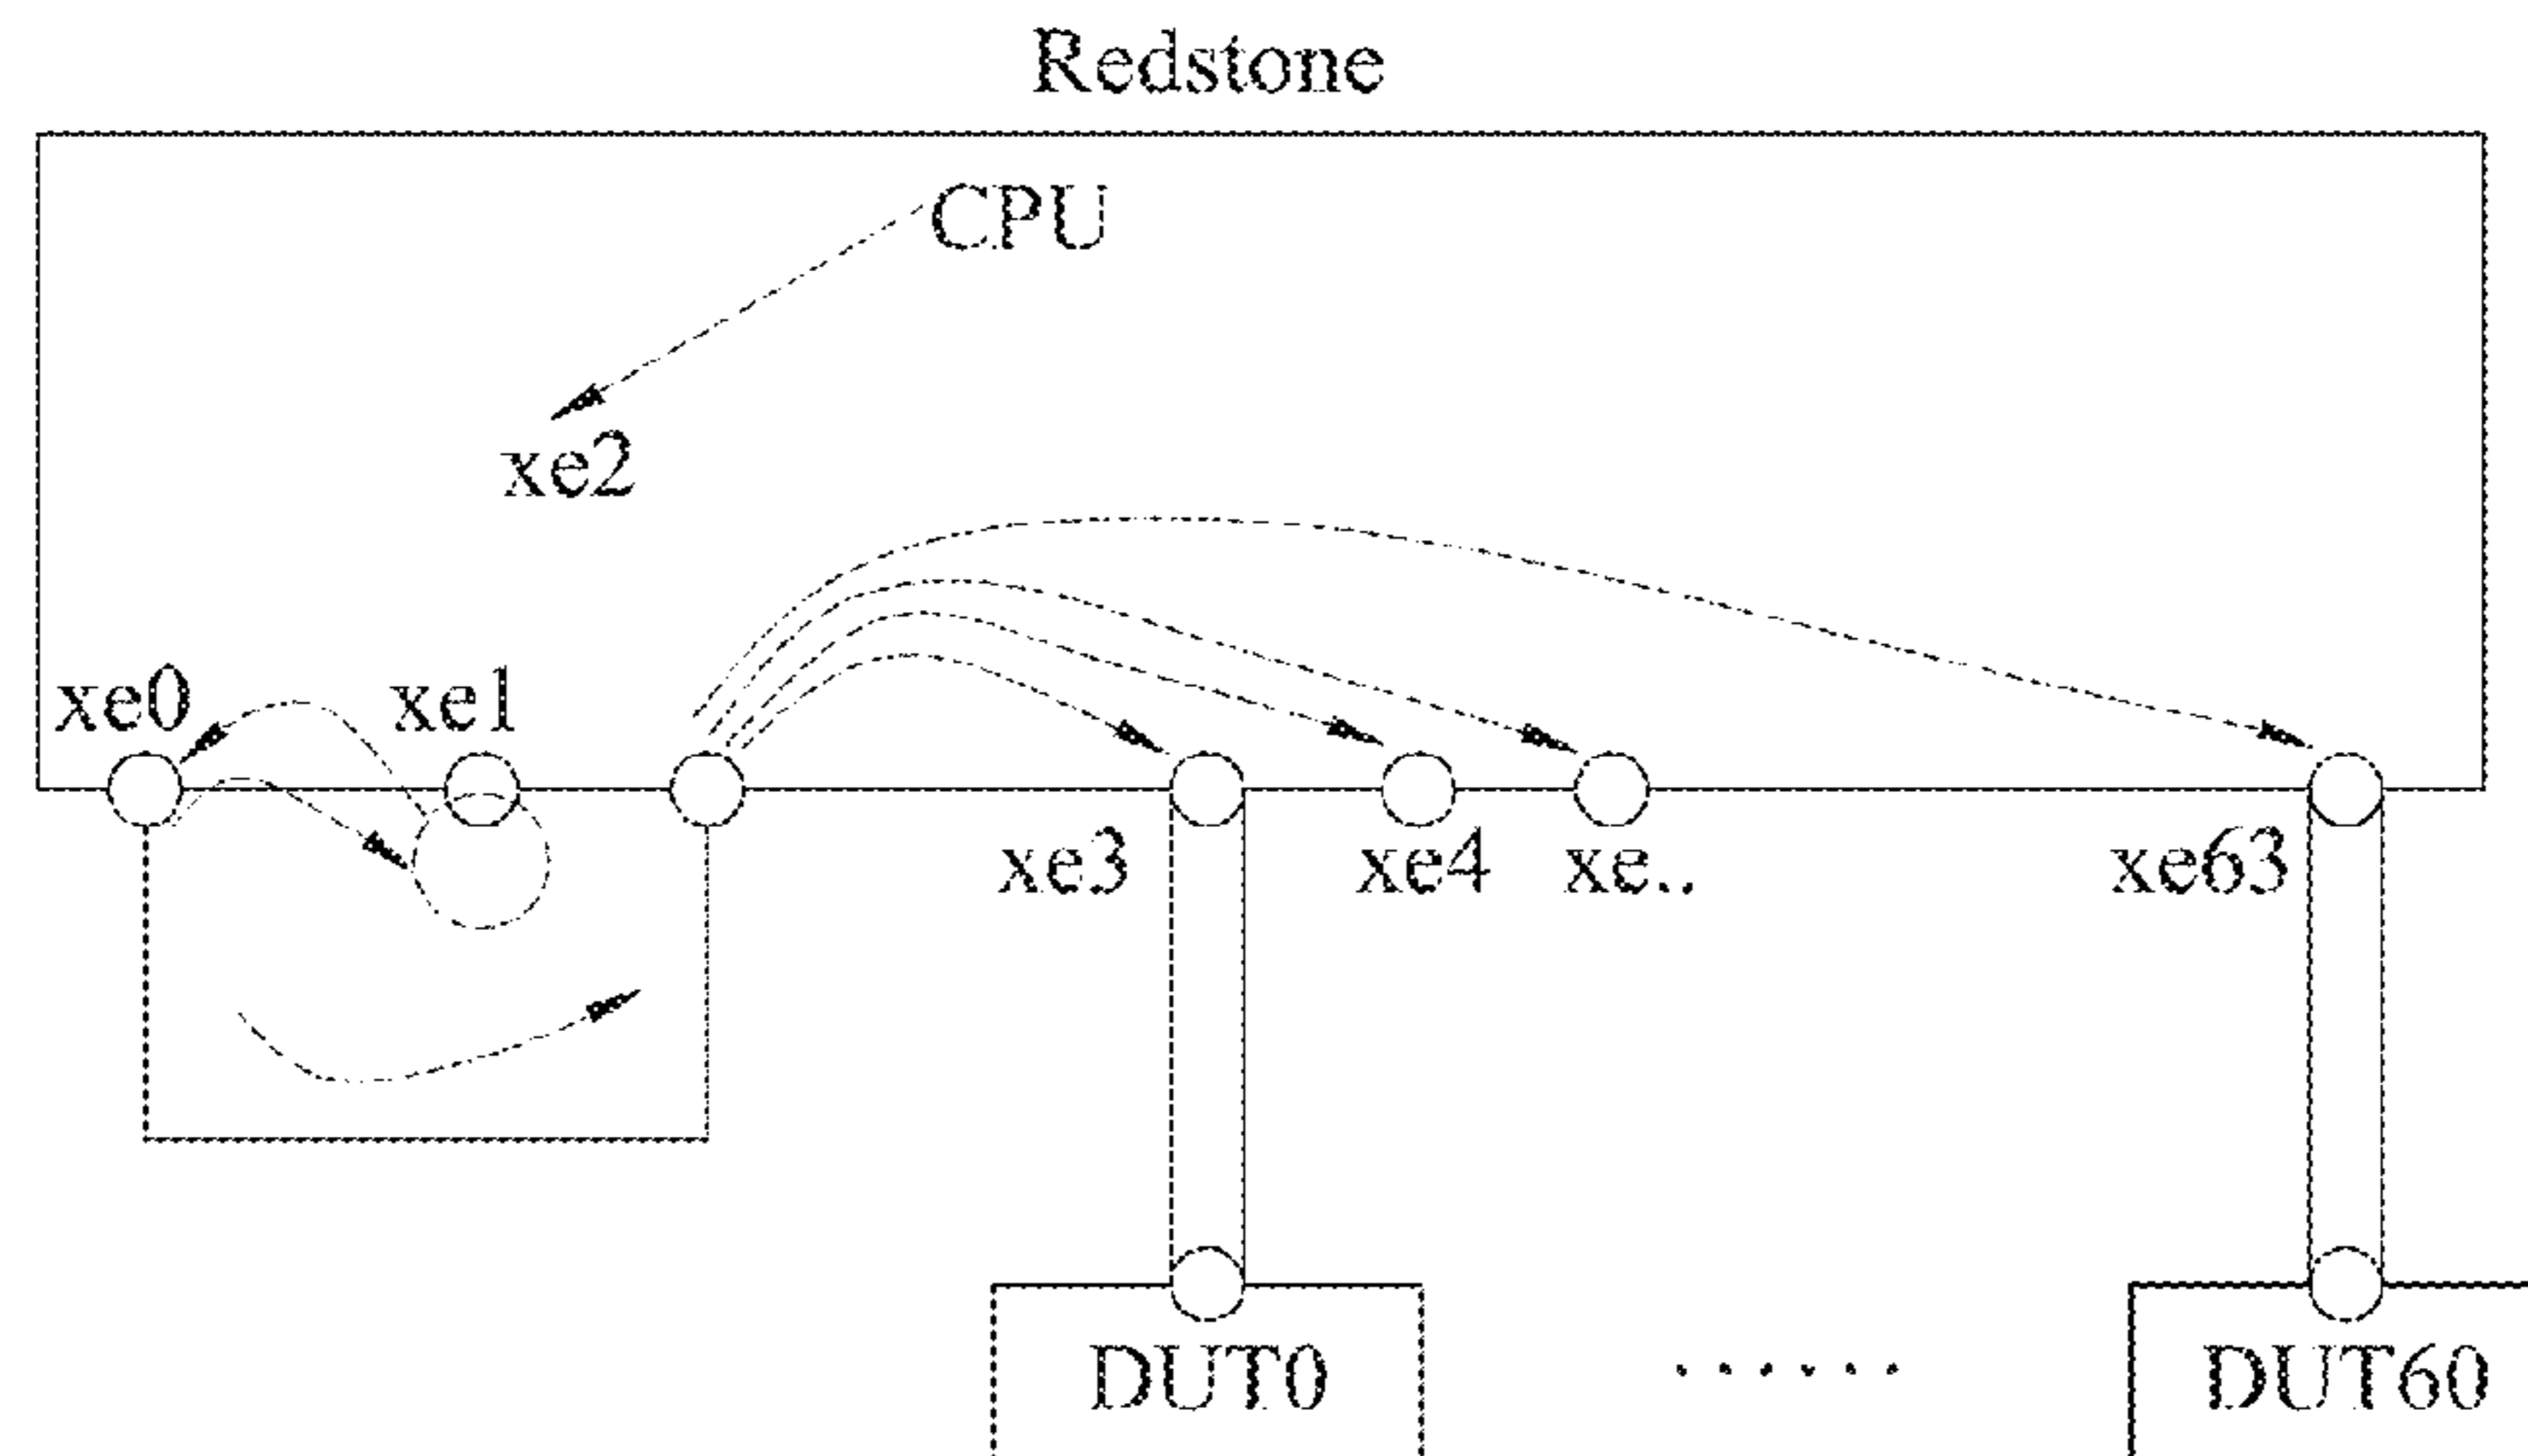 Redstone
CPU
xe2
xe0
xe1
xe3
xe4
xe..
xe63
DUT0
......
DUT60